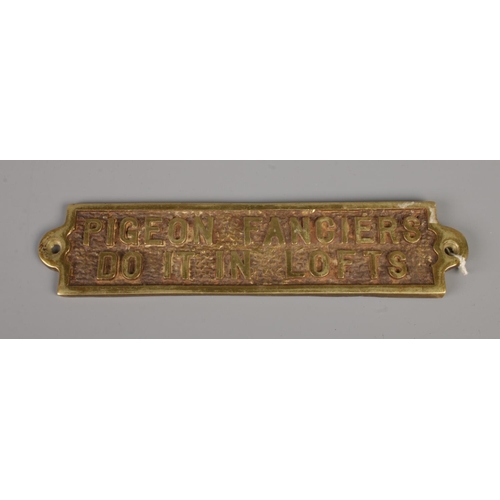 PIGEON FANCIERS
DO IT IN LOFTS